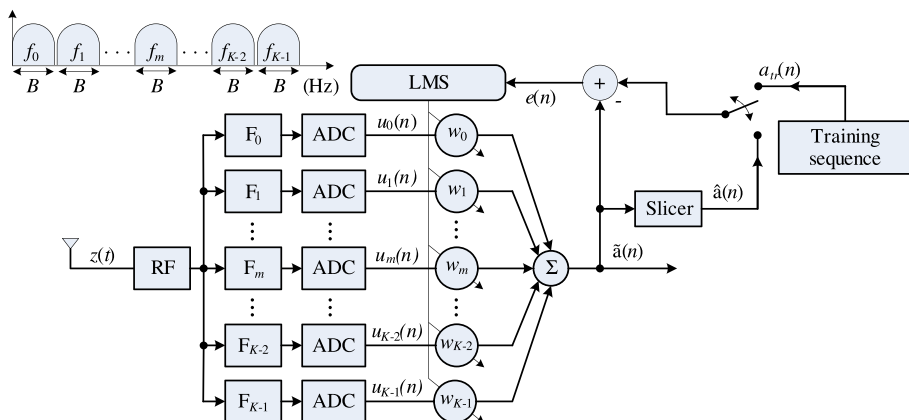 f0 f1 · · · fm · · · fK-2 fK-1
B B B B B (Hz)
LMS
e(n)
+
-
atr(n)
Training
sequence
F0 ADC u0(n) w0
F1 ADC u1(n) w1
Slicer
â(n)
z(t)
RF
Fm ADC um(n) wm
Σ
ã(n)
FK-2 ADC uK-2(n) wK-2
FK-1 ADC uK-1(n) wK-1